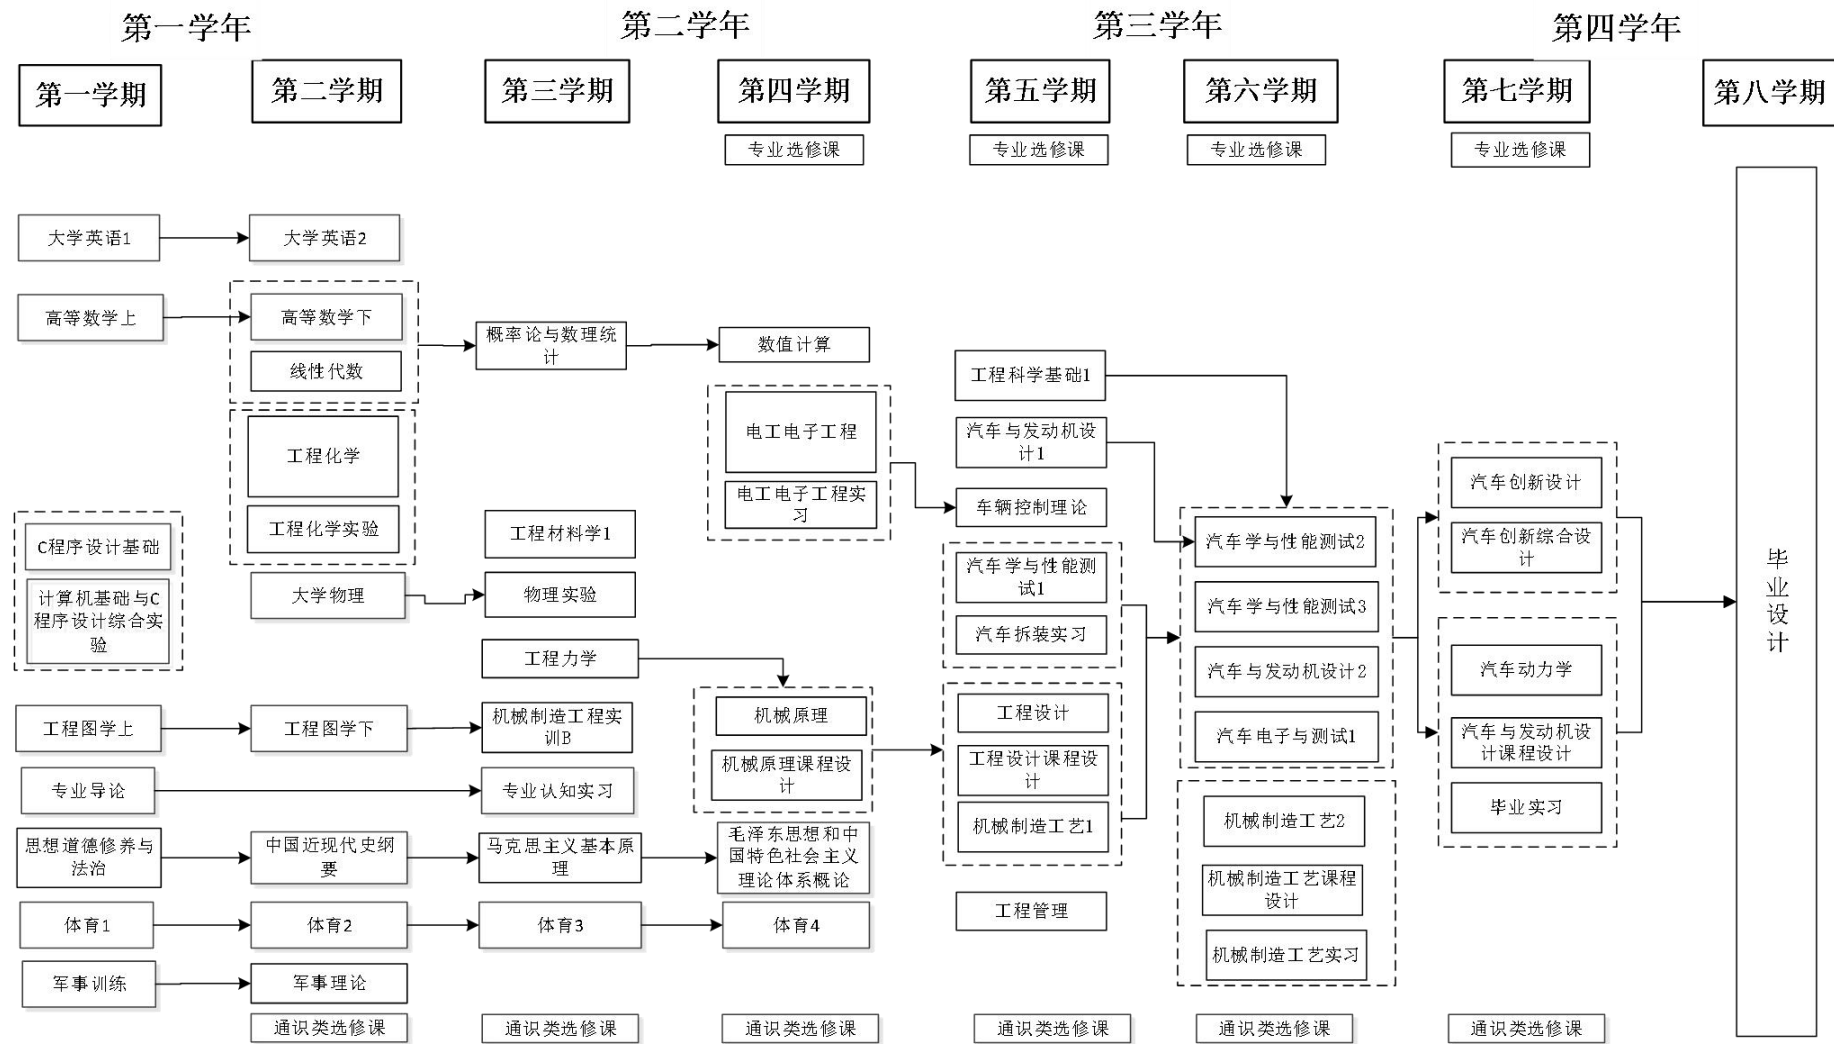 第一学年
第二学年
第三学年
第四学年
第一学期
第二学期
第三学期
第四学期
第五学期
第六学期
第七学期
第八学期
专业选修课
专业选修课
专业选修课
专业选修课
大学英语1
大学英语2
高等数学上
高等数学下
线性代数
概率论与数理统
计
数值计算
工程化学
工程化学实验
C程序设计基础
计算机基础与C
程序设计综合实
验
大学物理
工程材料学1
物理实验
电工电子工程
电工电子工程实
习
工程力学
机械原理
机械原理课程设
计
工程图学上
工程图学下
机械制造工程实
训B
专业导论
专业认知实习
思想道德修养与
法治
中国近现代史纲
要
马克思主义基本原
理
毛泽东思想和中
国特色社会主义
理论体系概论
体育1
体育2
体育3
体育4
军事训练
军事理论
工程科学基础1
汽车与发动机设
计1
车辆控制理论
汽车学与性能测
试1
汽车拆装实习
工程设计
工程设计课程设
计
机械制造工艺1
工程管理
汽车学与性能测试2
汽车学与性能测试3
汽车与发动机设计2
汽车电子与测试1
机械制造工艺2
机械制造工艺课程
设计
机械制造工艺实习
汽车创新设计
汽车创新综合设
计
汽车动力学
汽车与发动机设
计课程设计
毕业实习
毕业设计
通识类选修课
通识类选修课
通识类选修课
通识类选修课
通识类选修课
通识类选修课